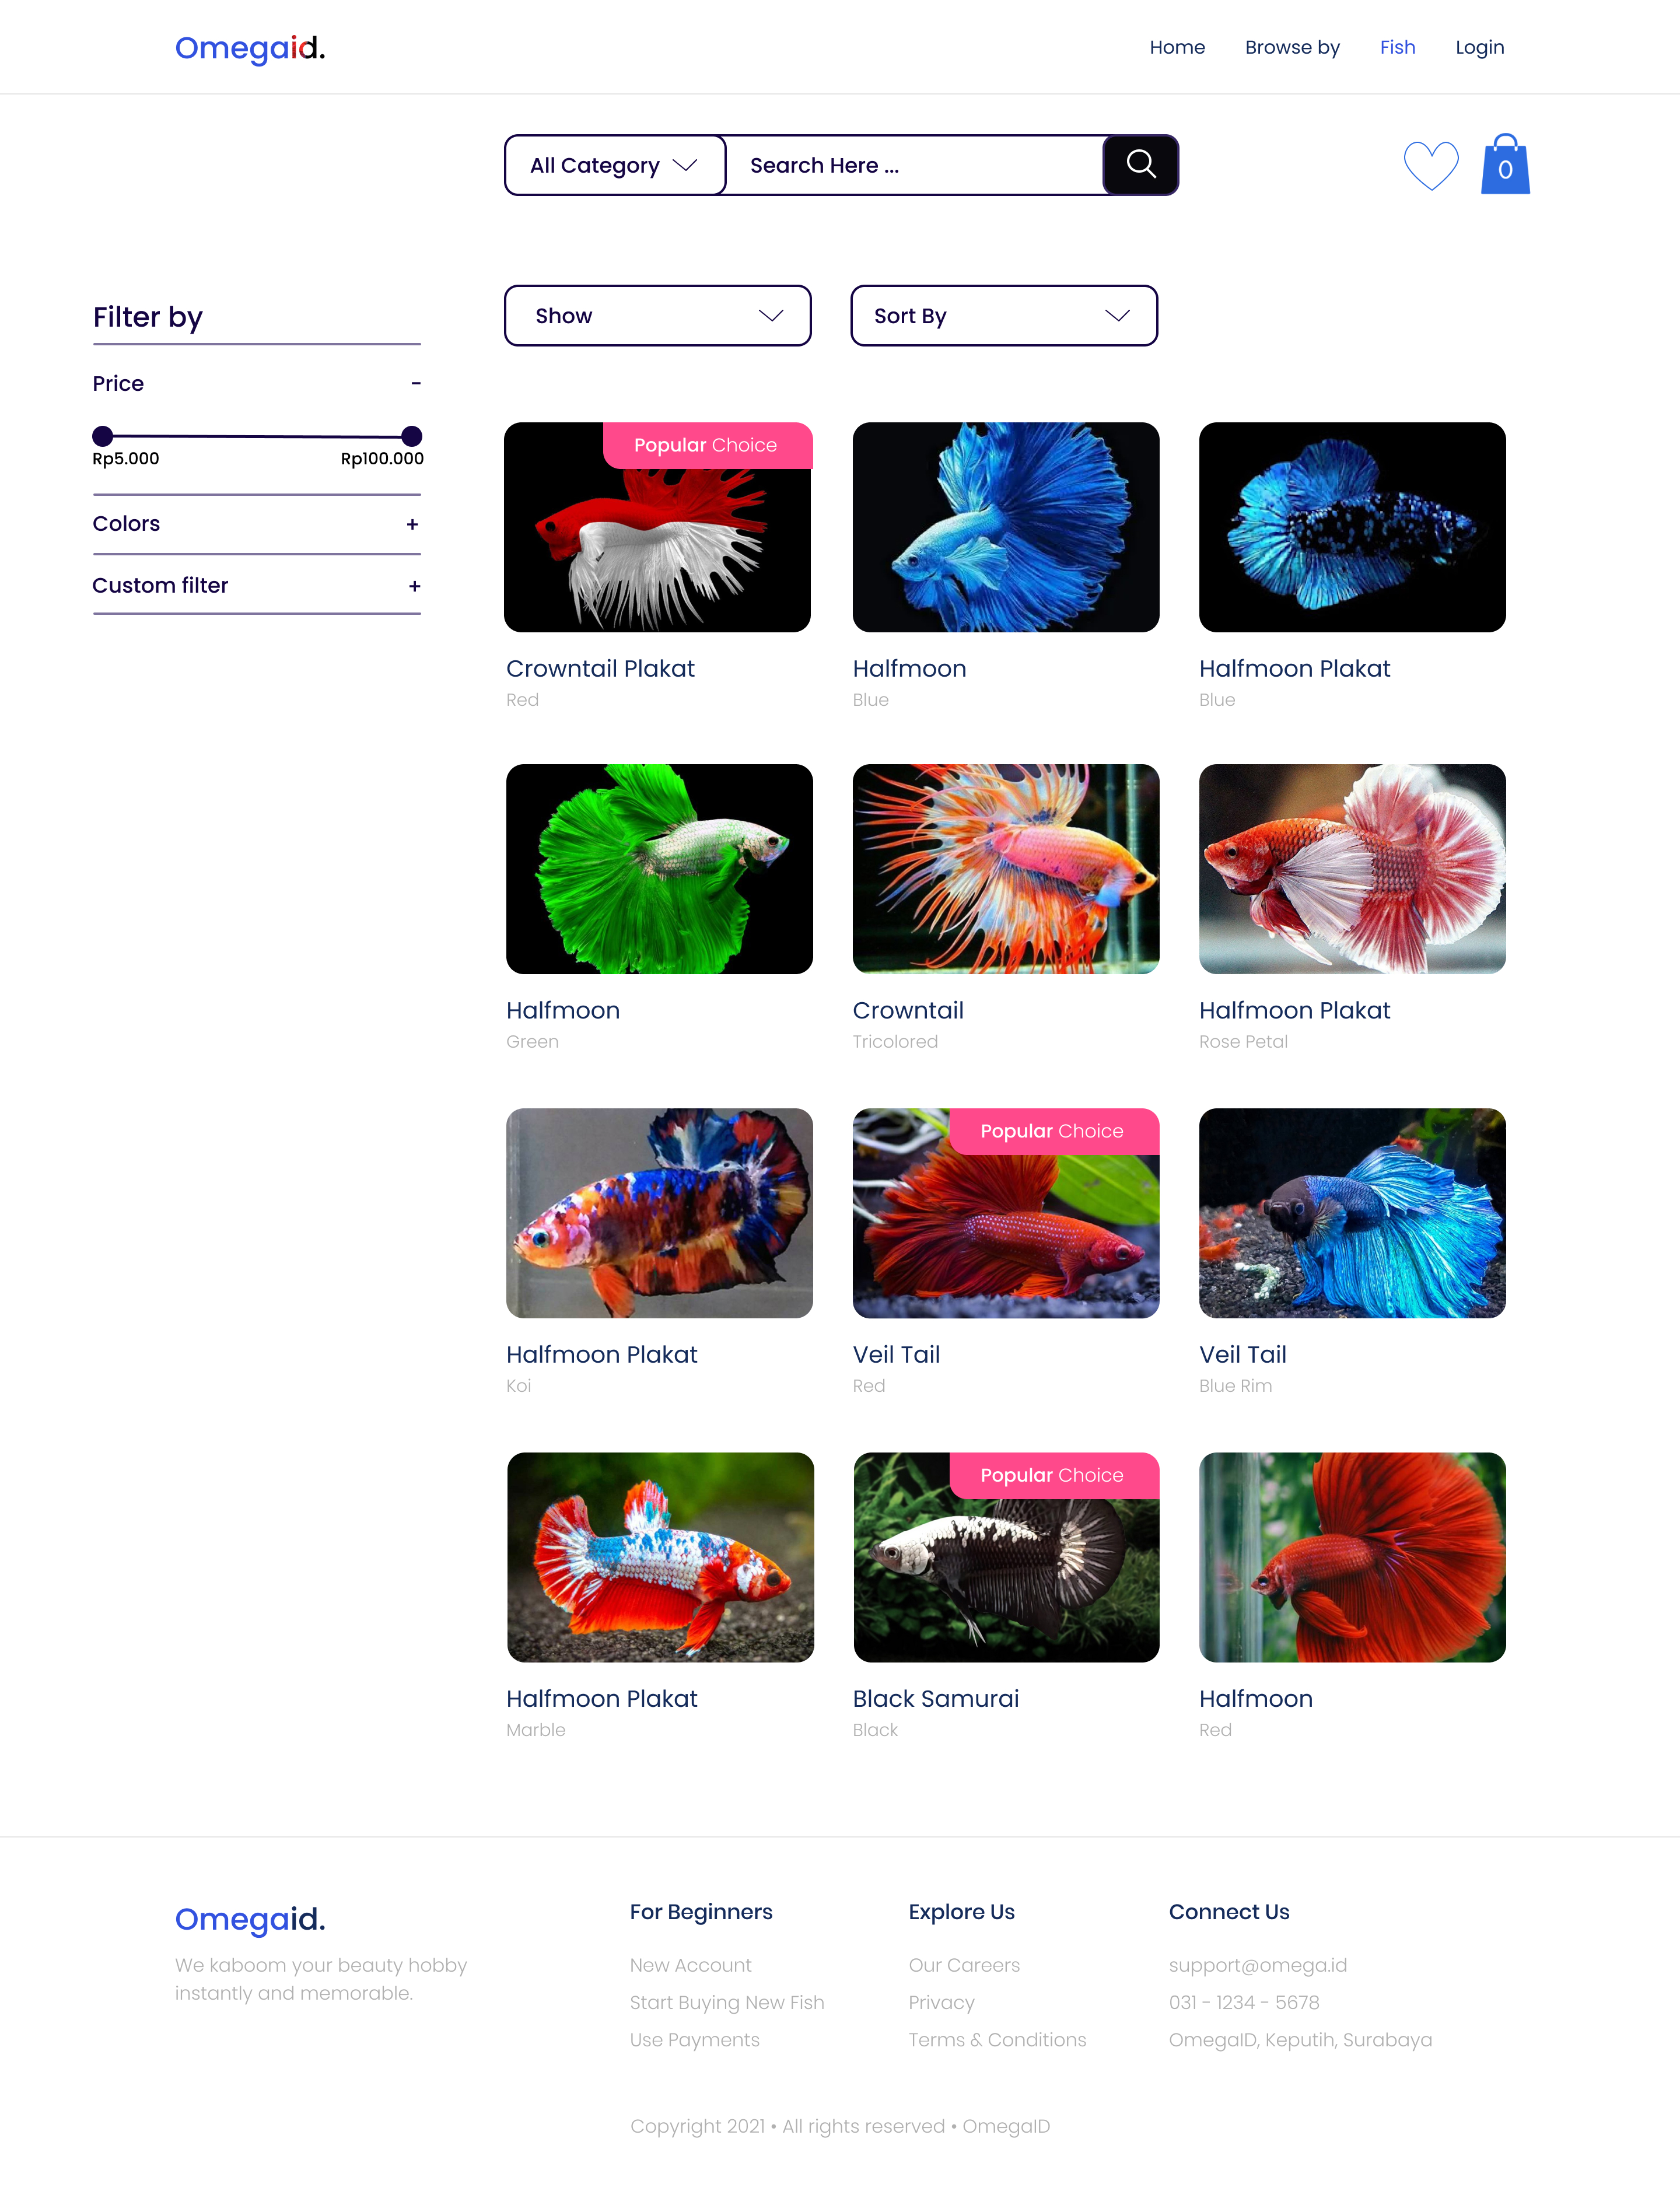 Omegaid.
Home Browse by Fish Login
All Category Search Here ...
0
Filter by
Show Sort By
Price -
Rp5.000 Rp100.000
Colors +
Custom filter +
Popular Choice
Crowntail Plakat Halfmoon Halfmoon Plakat
Red Blue Blue
Halfmoon Crowntail Halfmoon Plakat
Green Tricolored Rose Petal
Popular Choice
Halfmoon Plakat Veil Tail Veil Tail
Koi Red Blue Rim
Popular Choice
Halfmoon Plakat Black Samurai Halfmoon
Marble Black Red
Omegaid.
We kaboom your beauty hobby
instantly and memorable.
For Beginners
New Account
Start Buying New Fish
Use Payments
Explore Us
Our Careers
Privacy
Terms & Conditions
Connect Us
support@omega.id
031 - 1234 - 5678
OmegaID, Keputih, Surabaya
Copyright 2021 • All rights reserved • OmegaID